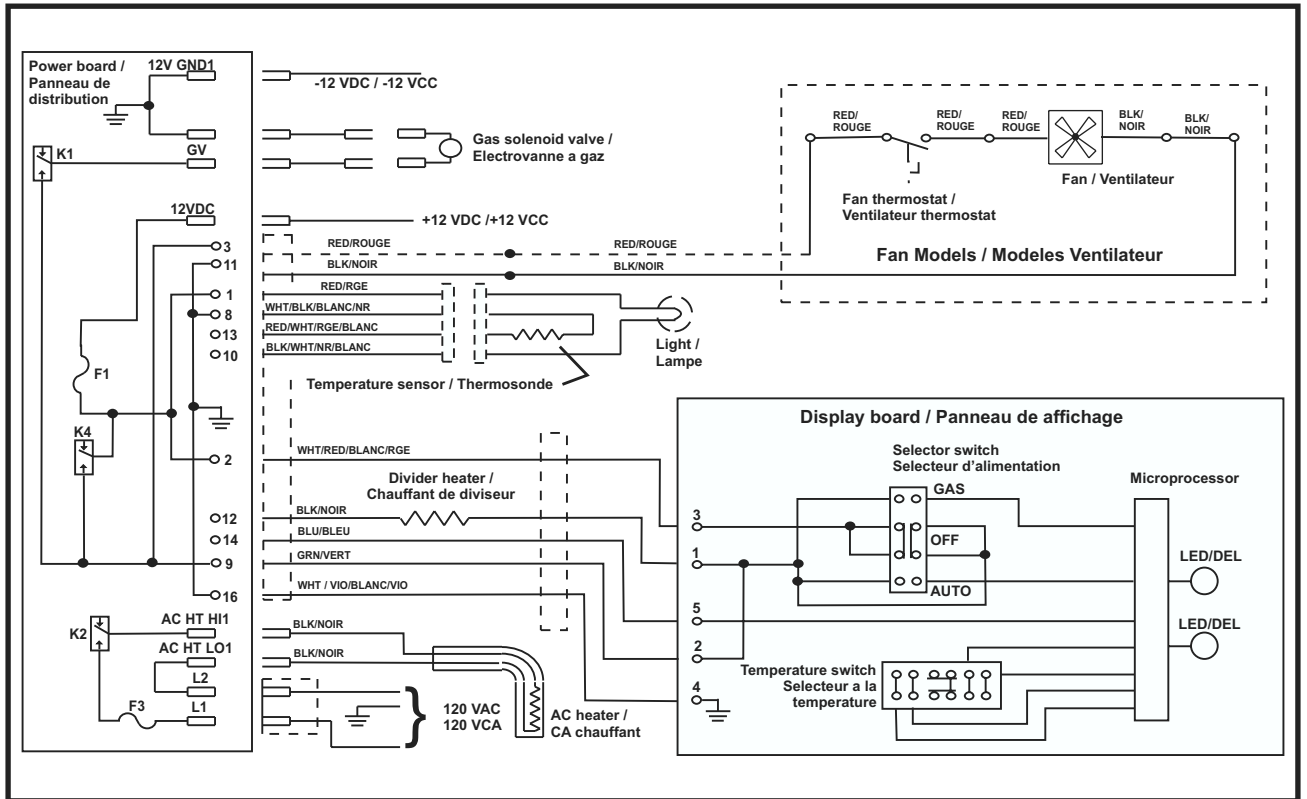 Power board /
Panneau de
distribution
12V GND1
-12 VDC / -12 VCC
K1
GV
Gas solenoid valve /
Electrovanne a gaz
12VDC
+12 VDC /+12 VCC
RED/
ROUGE
RED/
ROUGE
RED/
ROUGE
BLK/
NOIR
BLK/
NOIR
Fan / Ventilateur
Fan thermostat /
Ventilateur thermostat
Fan Models / Modeles Ventilateur
3
RED/ROUGE
RED/ROUGE
11
BLK/NOIR
BLK/NOIR
1
RED/RGE
8
WHT/BLK/BLANC/NR
13
RED/WHT/RGE/BLANC
10
BLK/WHT/NR/BLANC
Light /
Lampe
F1
Temperature sensor / Thermosonde
K4
2
WHT/RED/BLANC/RGE
Divider heater /
Chauffant de diviseur
12
BLK/NOIR
14
BLU/BLEU
9
GRN/VERT
16
WHT / VIO/BLANC/VIO
K2
AC HT HI1
BLK/NOIR
AC HT LO1
BLK/NOIR
L2
F3
L1
120 VAC
120 VCA
AC heater /
CA chauffant
Display board / Panneau de affichage
Selector switch
Selecteur d'alimentation
Microprocessor
GAS
3
OFF
1
LED/DEL
AUTO
5
LED/DEL
2
Temperature switch
Selecteur a la
temperature
4